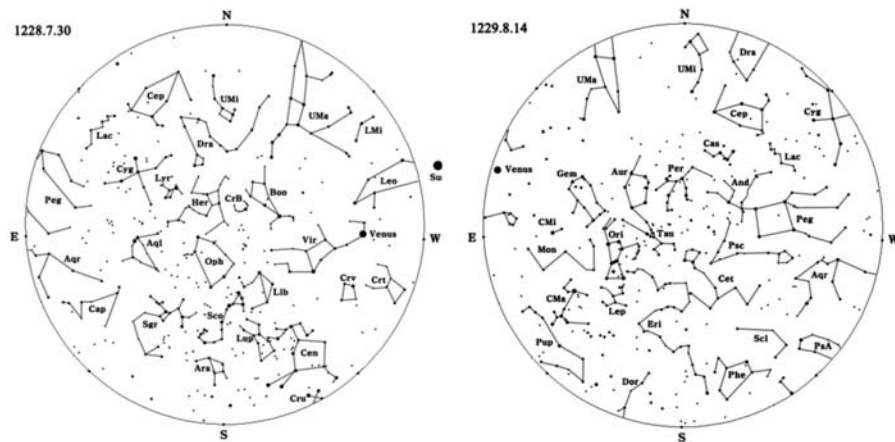 1228.7.30
N
Cep
UMi
UMa
Lac
Dra
LMi
Cyg
Lyr
Leo
Su
Peg
Her
CrB
Boo
E
Aql
Oph
Vir
Venus
W
Aqr
Crv
Crt
Cap
Lib
Sgr
Sco
Lup
Cen
Ara
Cru
S
1229.8.14
N
UMa
UMi
Dra
Cep
Cyg
Cas
Venus
Gem
Aur
Per
Lac
And
CMi
Ori
Tau
Peg
E
W
Mon
Psc
Cet
Aqr
CMa
Lep
Eri
Pup
Scl
PsA
Phe
Dor
S